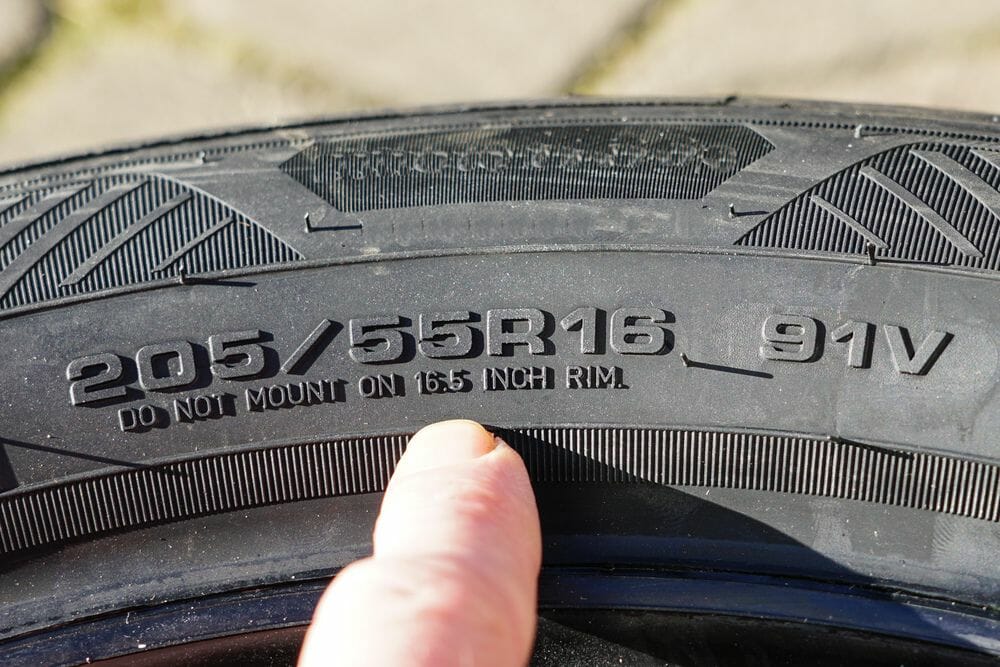 205/55R16 91V
DO NOT MOUNT ON 16.5 INCH RIM.